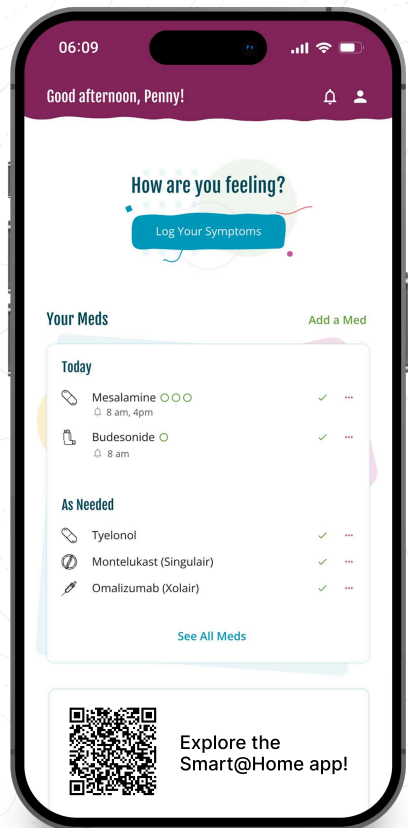 06:09
Good afternoon, Penny!
How are you feeling?
Log Your Symptoms
Your Meds
Add a Med
Today
Mesalamine
8 am, 4pm
Budesonide
8 am
As Needed
Tyelonol
Montelukast (Singulair)
Omalizumab (Xolair)
See All Meds
Explore the
Smart@Home app!